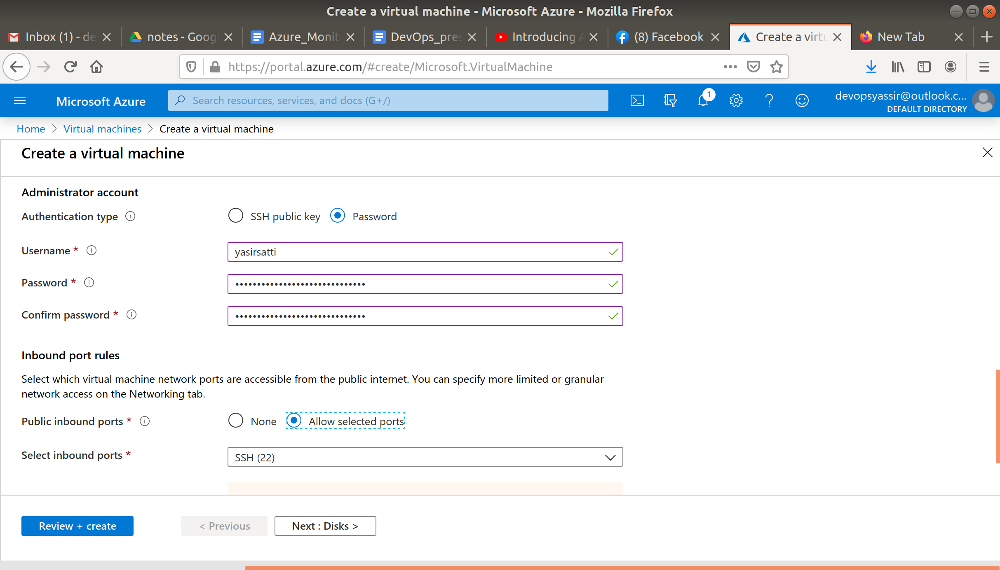 Create a virtual machine - Microsoft Azure - Mozilla Firefox
Inbox (1) - de
notes - Googl
Azure_Monit
DevOps_pres
Introducing A
(8) Facebook
Create a virtu
New Tab
https://portal.azure.com/#create/Microsoft.VirtualMachine
Microsoft Azure
Search resources, services, and docs (G+/)
1
devopsyassir@outlook.c...
DEFAULT DIRECTORY
Home > Virtual machines > Create a virtual machine
Create a virtual machine
Administrator account
Authentication type
SSH public key
Password
Username *
yasirsatti
Password *
••••••••••••••••••••••••••••••
Confirm password *
••••••••••••••••••••••••••••••
Inbound port rules
Select which virtual machine network ports are accessible from the public internet. You can specify more limited or granular
network access on the Networking tab.
Public inbound ports *
None
Allow selected ports
Select inbound ports *
SSH (22)
Review + create
< Previous
Next : Disks >